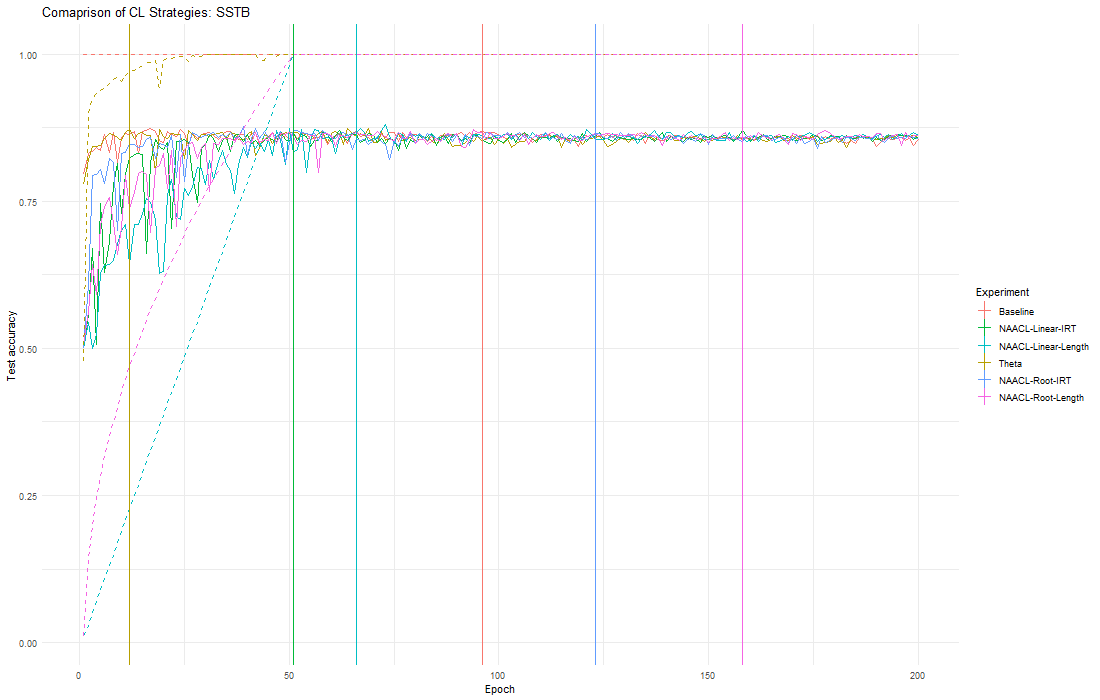 Comaprison of CL Strategies: SSTB
1.00
0.75
0.50
0.25
0.00
Test accuracy
0
50
100
150
200
Epoch
Experiment
Baseline
NAACL-Linear-IRT
NAACL-Linear-Length
Theta
NAACL-Root-IRT
NAACL-Root-Length